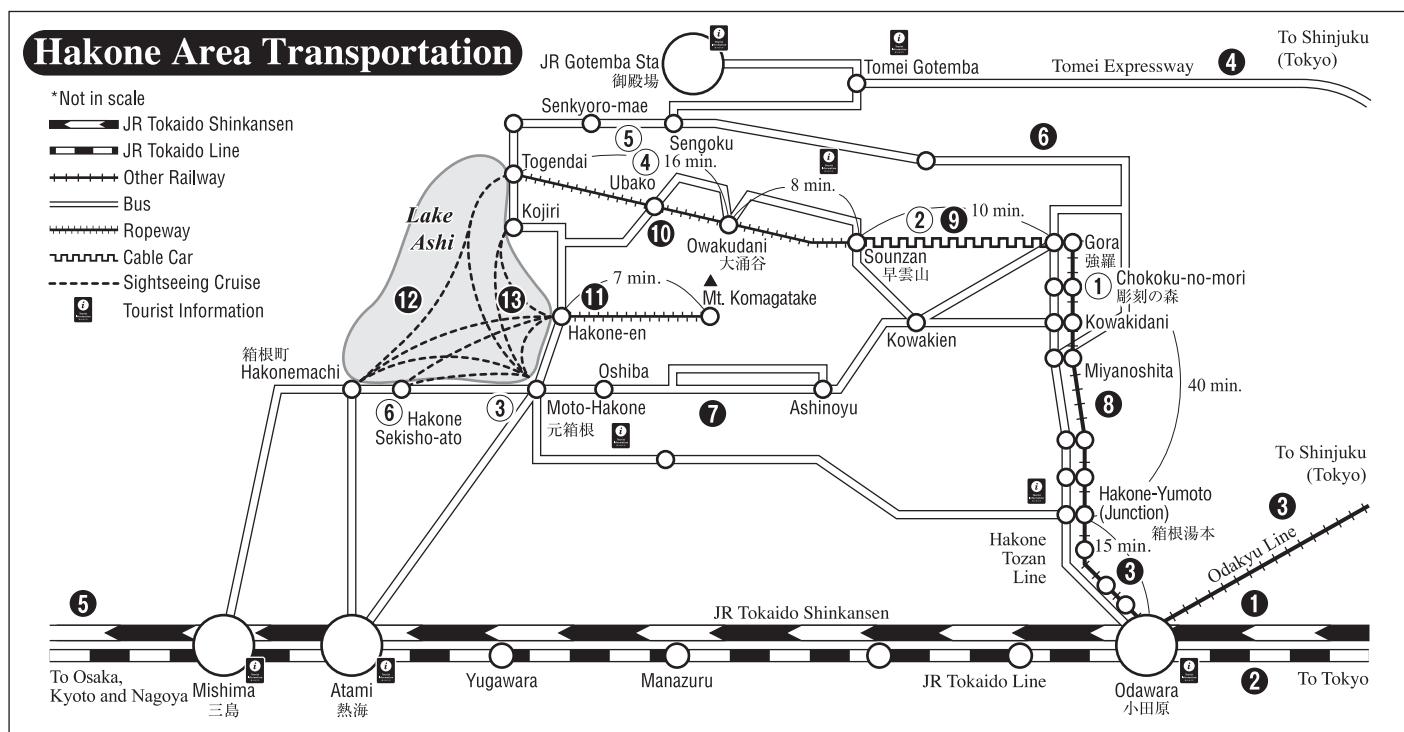 Hakone Area Transportation
*Not in scale
JR Tokaido Shinkansen
JR Tokaido Line
Other Railway
Bus
Ropeway
Cable Car
Sightseeing Cruise
i
Tourist Information
i
JR Gotemba Sta
御殿場
i
Tomei Gotemba
Tomei Expressway
4
To Shinjuku
(Tokyo)
Senkyoro-mae
5
Sengoku
6
Togendai
4
16 min.
i
Ubako
8 min.
10
Owakudani
大涌谷
2
9
10 min.
Sounzan
早雲山
Gora
強羅
1
Chokoku-no-mori
彫刻の森
Kowakidani
Miyanoshita
40 min.
8
Lake
Ashi
Kojiri
12
13
11
7 min.
Mt. Komagatake
Hakone-en
Kowakien
箱根町
Hakonemachi
6
Hakone
Sekisho-ato
3
Moto-Hakone
元箱根
i
Oshiba
7
Ashinoyu
i
Hakone-Yumoto
(Junction)
箱根湯本
Hakone
Tozan
Line
15 min.
3
To Shinjuku
(Tokyo)
3
Odakyu Line
5
JR Tokaido Shinkansen
1
To Osaka,
Kyoto and Nagoya
Mishima
三島
i
Atami
熱海
i
Yugawara
Manazuru
JR Tokaido Line
Odawara
小田原
i
2
To Tokyo